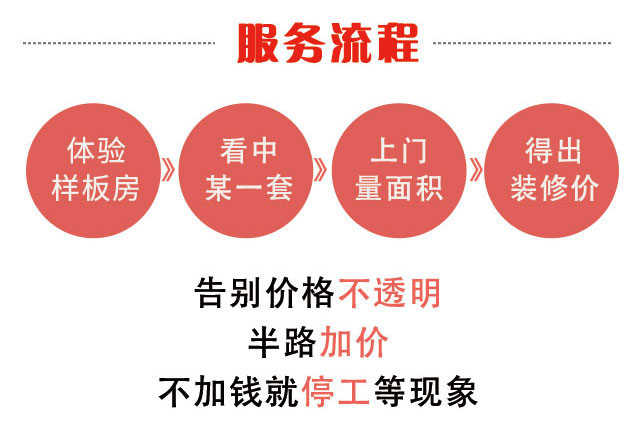 服务流程
体验
样板房
看中
某一套
上门
量面积
得出
装修价
告别价格不透明
半路加价
不加钱就停工等现象